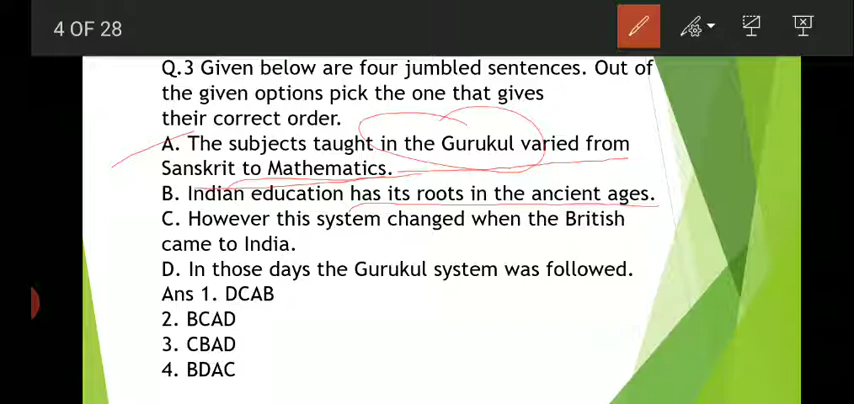 4 OF 28
Q.3 Given below are four jumbled sentences. Out of
the given options pick the one that gives
their correct order.
A. The subjects taught in the Gurukul varied from
Sanskrit to Mathematics.
B. Indian education has its roots in the ancient ages.
C. However this system changed when the British
came to India.
D. In those days the Gurukul system was followed.
Ans 1. DCAB
2. BCAD
3. CBAD
4. BDAC